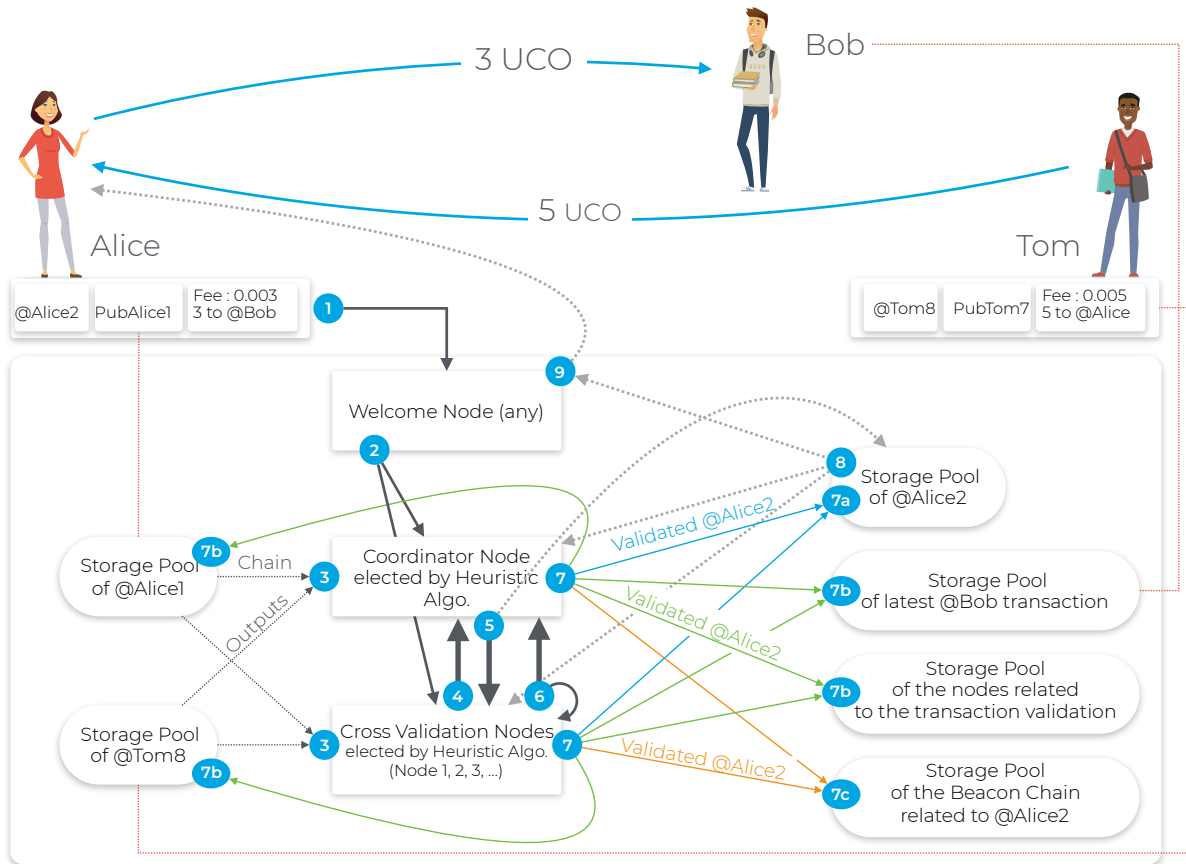 3 UCO
Bob
5 UCO
Alice
Tom
@Alice2
PubAlice1
Fee : 0.003
3 to @Bob
1
@Tom8
PubTom7
Fee : 0.005
5 to @Alice
9
Welcome Node (any)
2
8
Storage Pool
of @Alice2
7a
Validated @Alice2
7b
Storage Pool
of @Alice1
Chain
3
Coordinator Node
elected by Heuristic
Algo.
7
Outputs
5
Validated @Alice2
7b
Storage Pool
of latest @Bob transaction
4
6
7b
Storage Pool
of the nodes related
to the transaction validation
Storage Pool
of @Tom8
7b
3
Cross Validation Nodes
elected by Heuristic Algo.
(Node 1, 2, 3, ...)
7
Validated @Alice2
7c
Storage Pool
of the Beacon Chain
related to @Alice2